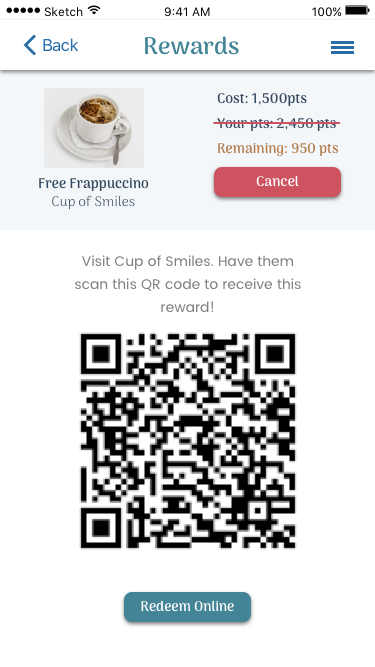 Sketch 9:41 AM 100%
Back Rewards
Cost: 1,500pts
Your pts: 2,450 pts
Remaining: 950 pts
Cancel
Free Frappuccino
Cup of Smiles
Visit Cup of Smiles. Have them
scan this QR code to receive this
reward!
Redeem Online